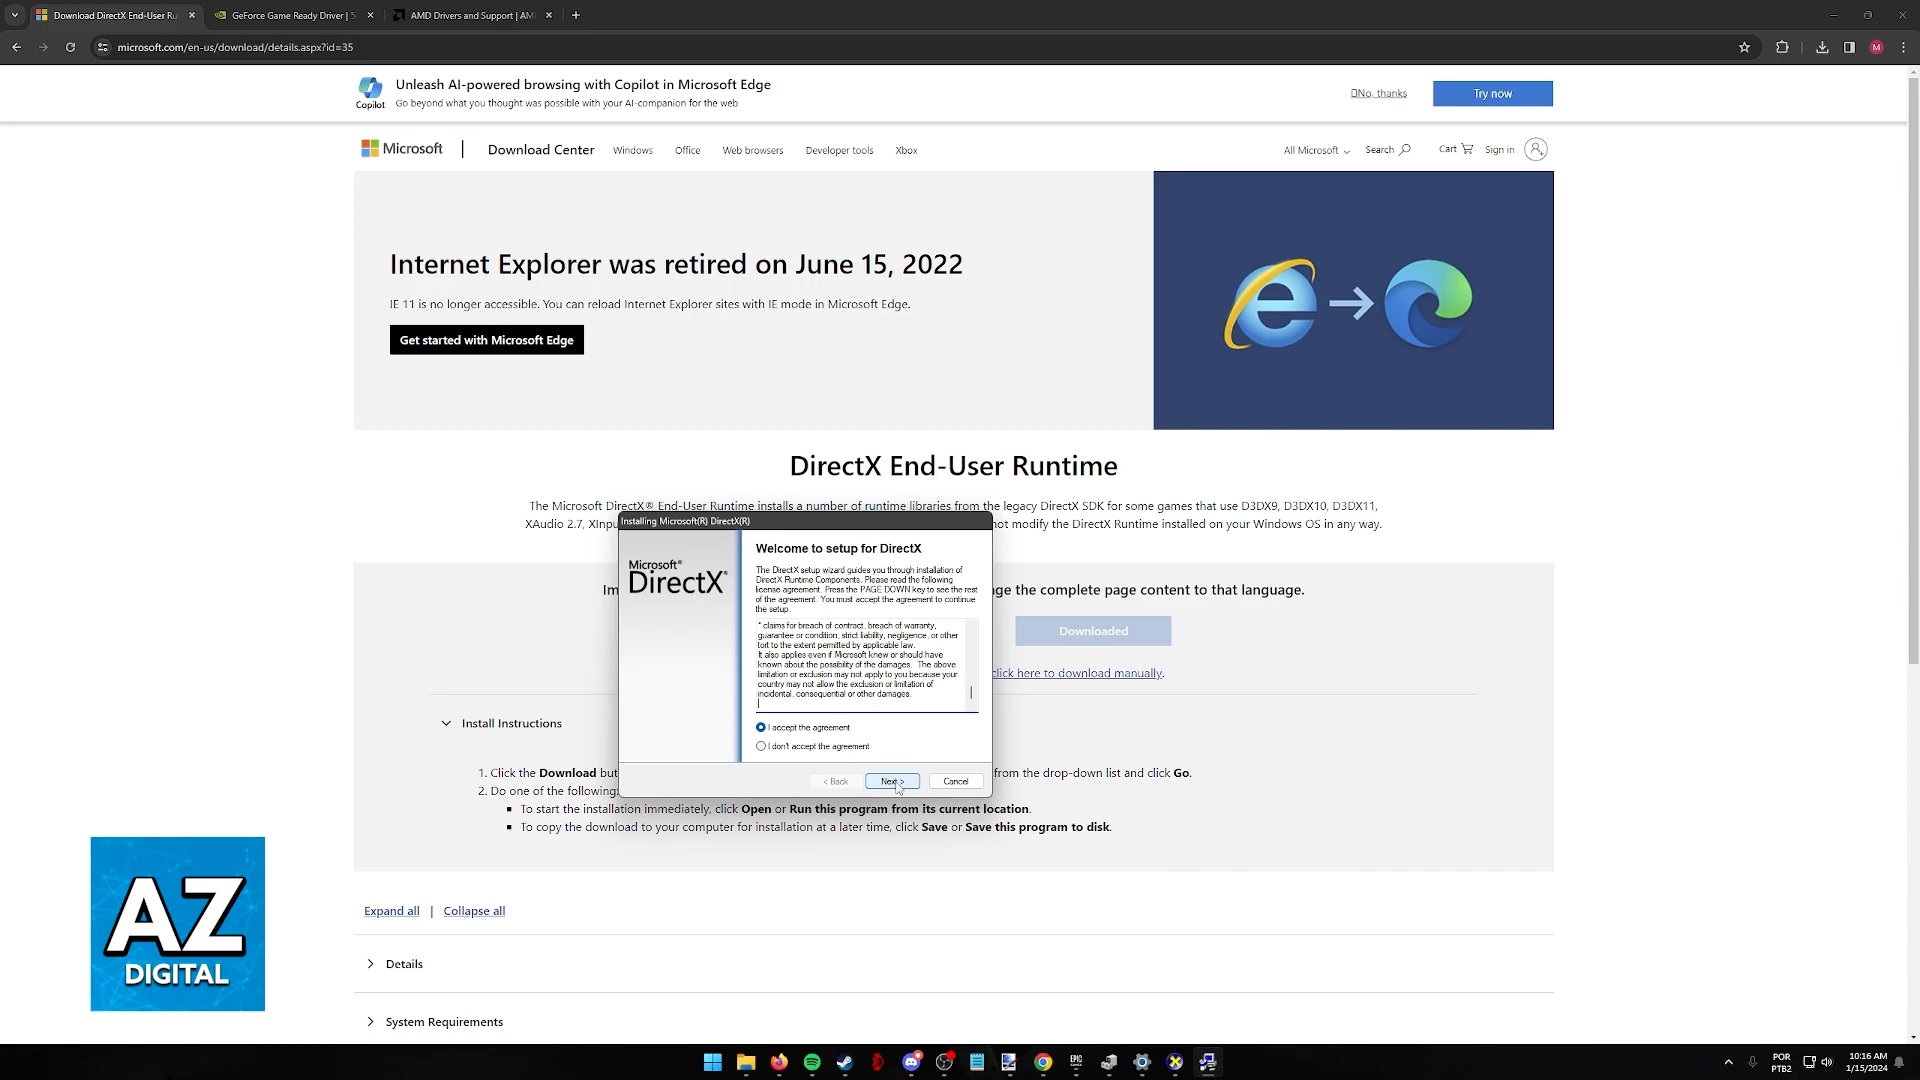 Download DirectX End-User Ru
GeForce Game Ready Driver | 5
AMD Drivers and Support | AM
microsoft.com/en-us/download/details.aspx?id=35
M
Copilot
Unleash AI-powered browsing with Copilot in Microsoft Edge
Go beyond what you thought was possible with your AI-companion for the web
No, thanks
Try now
Microsoft
Download Center
Windows
Office
Web browsers
Developer tools
Xbox
All Microsoft
Search
Cart
Sign in
Internet Explorer was retired on June 15, 2022
IE 11 is no longer accessible. You can reload Internet Explorer sites with IE mode in Microsoft Edge.
Get started with Microsoft Edge
DirectX End-User Runtime
The Microsoft DirectX® End-User Runtime installs a number of runtime libraries from the legacy DirectX SDK for some games that use D3DX9, D3DX10, D3DX11,
XAudio 2.7, XInpu
not modify the DirectX Runtime installed on your Windows OS in any way.
Installing Microsoft(R) DirectX(R)
Microsoft®
DirectX®
Welcome to setup for DirectX
The DirectX setup wizard guides you through installation of
DirectX Runtime Components. Please read the following
license agreement. Press the PAGE DOWN key to see the rest
of the agreement. You must accept the agreement to continue
the setup.
* claims for breach of contract, breach of warranty,
guarantee or condition, strict liability, negligence, or other
tort to the extent permitted by applicable law.
It also applies even if Microsoft knew or should have
known about the possibility of the damages. The above
limitation or exclusion may not apply to you because your
country may not allow the exclusion or limitation of
incidental, consequential or other damages.
I accept the agreement
I don't accept the agreement
< Back
Next >
Cancel
Im
ge the complete page content to that language.
Downloaded
click here to download manually.
Install Instructions
1. Click the Download but
from the drop-down list and click Go.
2. Do one of the following:
To start the installation immediately, click Open or Run this program from its current location.
To copy the download to your computer for installation at a later time, click Save or Save this program to disk.
Expand all | Collapse all
Details
System Requirements
AZ
DIGITAL
EPIC
POR
PTB2
10:16 AM
1/15/2024